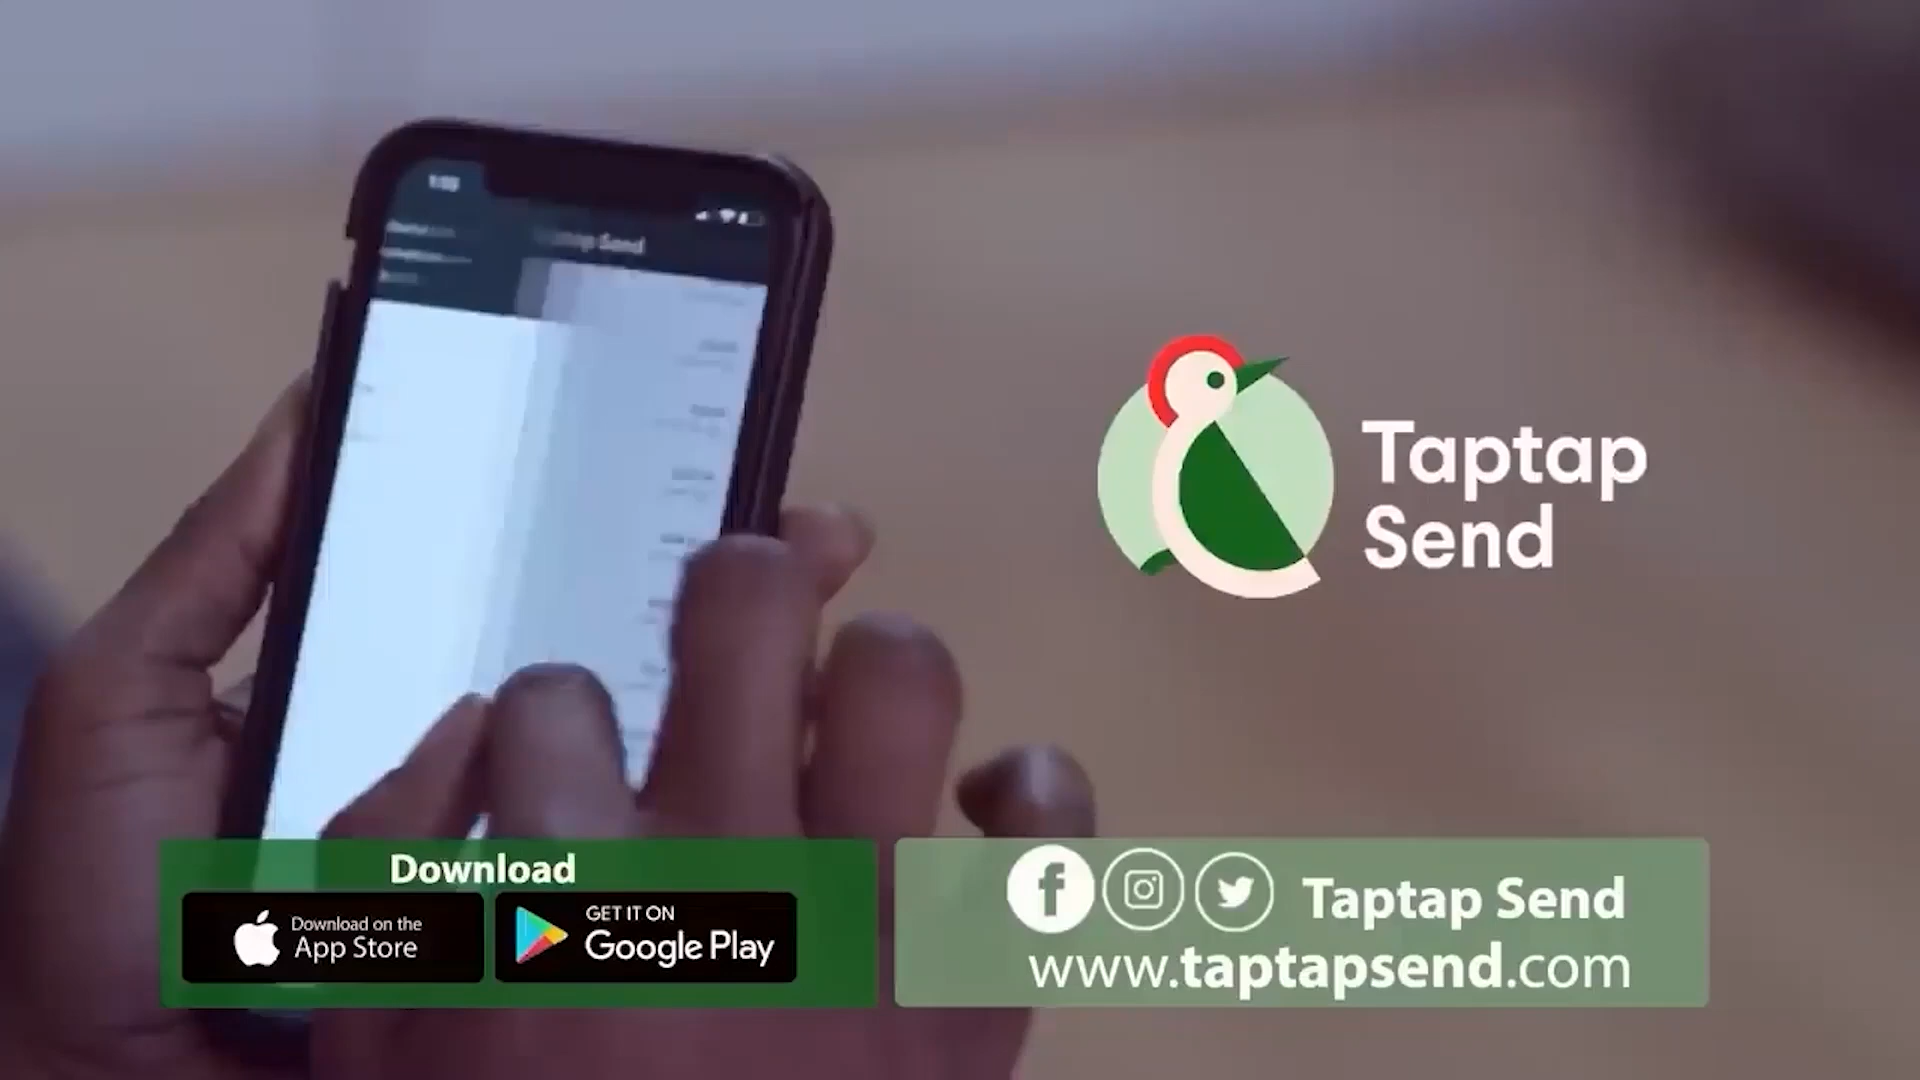 Taptap
Send
Download
Download on the
App Store
GET IT ON
Google Play
Taptap Send
www.taptapsend.com